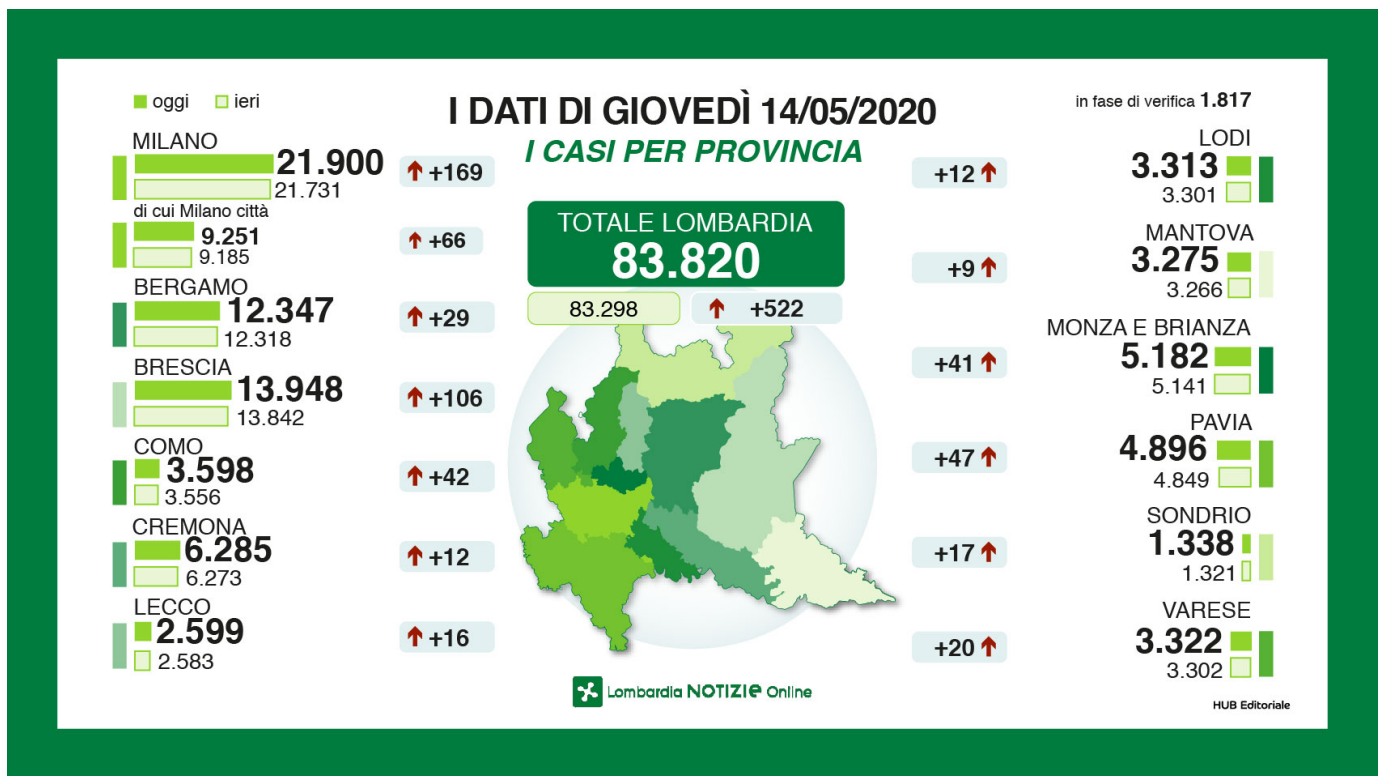 oggi
ieri
I DATI DI GIOVEDÌ 14/05/2020
I CASI PER PROVINCIA
in fase di verifica 1.817
TOTALE LOMBARDIA
83.820
83.298
+522
MILANO
21.900
21.731
+169
di cui Milano città
9.251
9.185
+66
BERGAMO
12.347
12.318
+29
BRESCIA
13.948
13.842
+106
COMO
3.598
3.556
+42
CREMONA
6.285
6.273
+12
LECCO
2.599
2.583
+16
LODI
3.313
3.301
+12
MANTOVA
3.275
3.266
+9
MONZA E BRIANZA
5.182
5.141
+41
PAVIA
4.896
4.849
+47
SONDRIO
1.338
1.321
+17
VARESE
3.322
3.302
+20
Lombardia NOTIZIe Online
HUB Editoriale